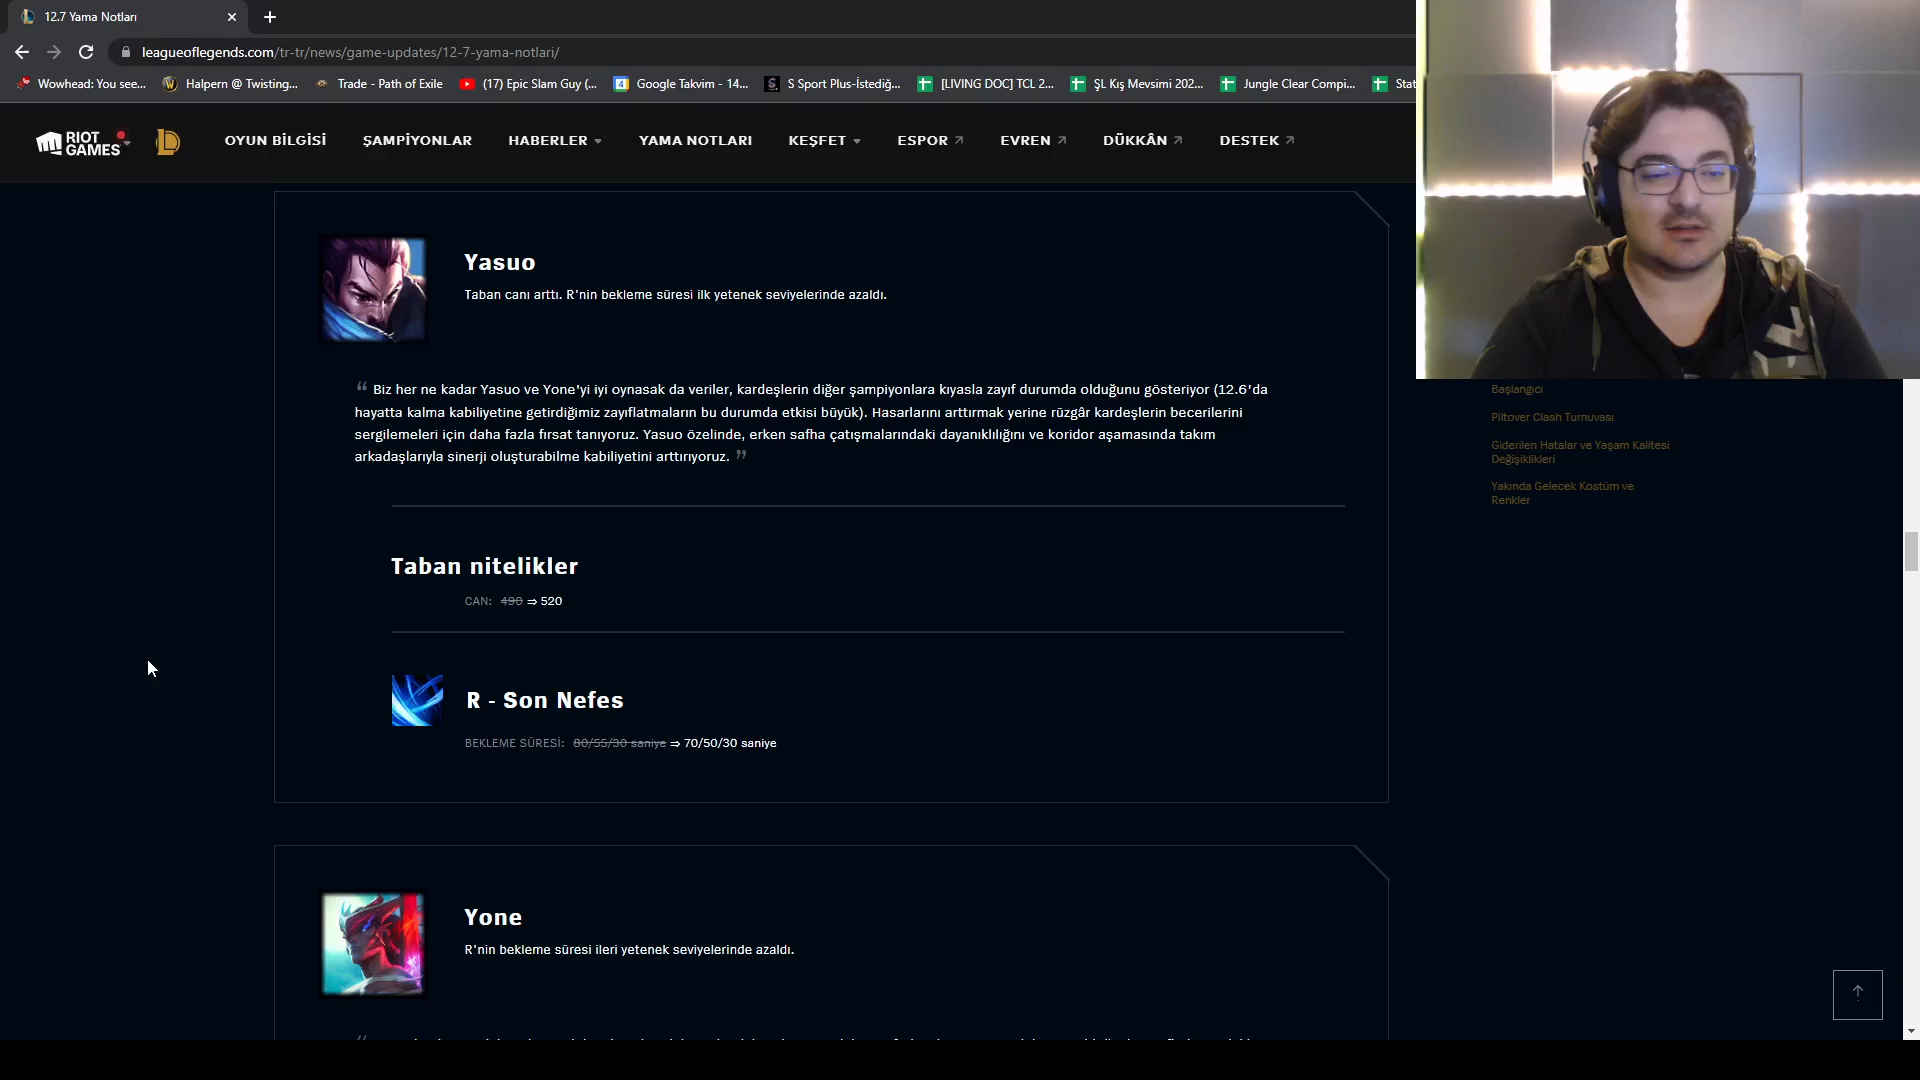 12.7 Yama Notları
leagueoflegends.com/tr-tr/news/game-updates/12-7-yama-notlari/
Wowhead: You see...
Halpern @ Twisting...
Trade - Path of Exile
(17) Epic Slam Guy (...
Google Takvim - 14...
S Sport Plus-İstediğ...
[LIVING DOC] TCL 2...
ŞL Kış Mevsimi 202...
Jungle Clear Compi...
Stat
RIOT GAMES
OYUN BİLGİSİ
ŞAMPİYONLAR
HABERLER
YAMA NOTLARI
KEŞFET
ESPOR
EVREN
DÜKKÂN
DESTEK
Yasuo
Taban canı arttı. R'nin bekleme süresi ilk yetenek seviyelerinde azaldı.
“ Biz her ne kadar Yasuo ve Yone'yi iyi oynasak da veriler, kardeşlerin diğer şampiyonlara kıyasla zayıf durumda olduğunu gösteriyor (12.6'da
hayatta kalma kabiliyetine getirdiğimiz zayıflatmaların bu durumda etkisi büyük). Hasarlarını arttırmak yerine rüzgâr kardeşlerin becerilerini
sergilemeleri için daha fazla fırsat tanıyoruz. Yasuo özelinde, erken safha çatışmalarındaki dayanıklılığını ve koridor aşamasında takım
arkadaşlarıyla sinerji oluşturabilme kabiliyetini arttırıyoruz. ”
Taban nitelikler
CAN: 490 ⇒ 520
R - Son Nefes
BEKLEME SÜRESİ: 80/55/30 saniye ⇒ 70/50/30 saniye
Yone
R'nin bekleme süresi ileri yetenek seviyelerinde azaldı.
Başlangıcı
Piltover Clash Turnuvası
Giderilen Hatalar ve Yaşam Kalitesi
Değişiklikleri
Yakında Gelecek Kostüm ve
Renkler